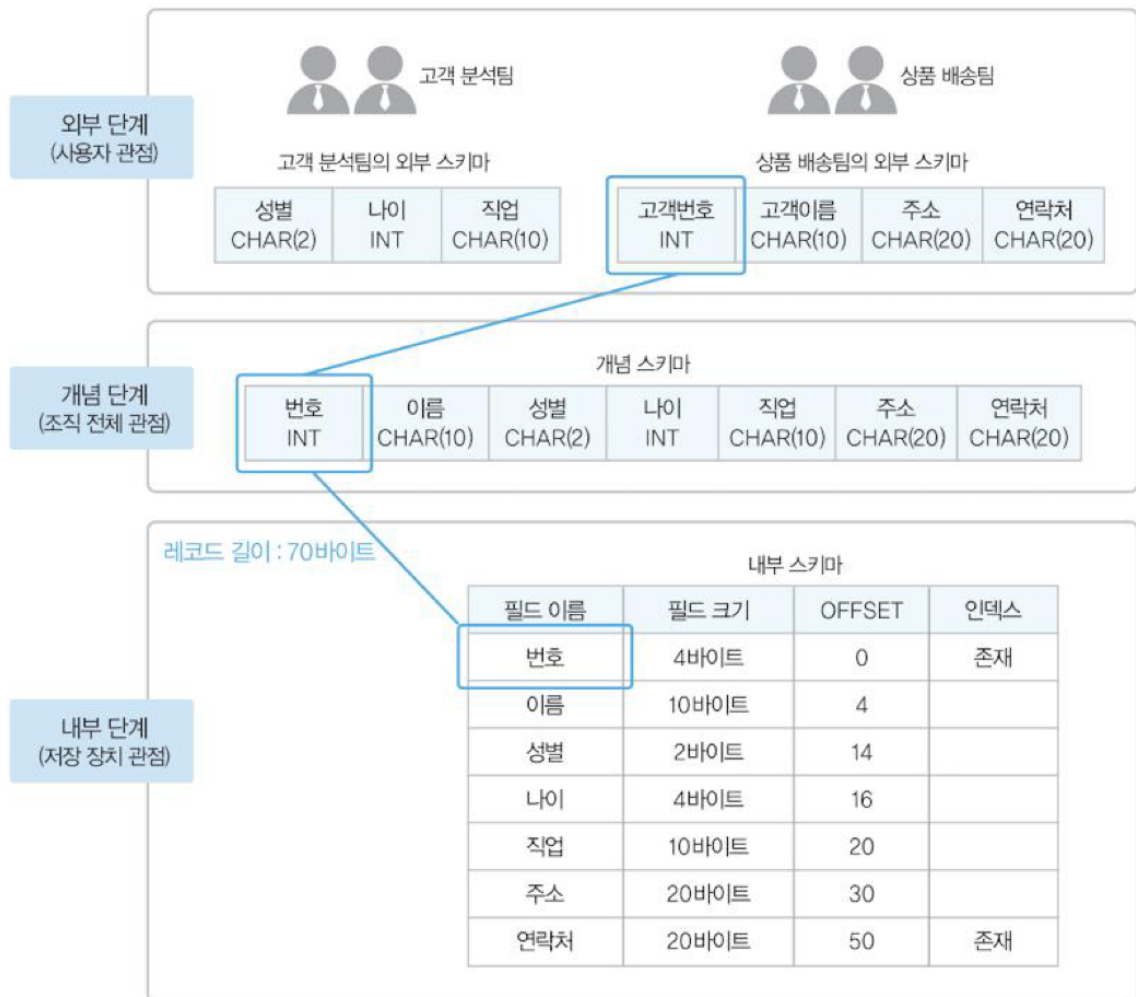 고객 분석팀
상품 배송팀
외부 단계
(사용자 관점)
고객 분석팀의 외부 스키마
상품 배송팀의 외부 스키마
성별 나이 직업
CHAR(2) INT CHAR(10)
고객번호 고객이름 주소 연락처
INT CHAR(10) CHAR(20) CHAR(20)
개념 단계
(조직 전체 관점)
개념 스키마
번호 이름 성별 나이 직업 주소 연락처
INT CHAR(10) CHAR(2) INT CHAR(10) CHAR(20) CHAR(20)
내부 단계
(저장 장치 관점)
레코드 길이 : 70바이트
내부 스키마
필드 이름 필드 크기 OFFSET 인덱스
번호 4바이트 0 존재
이름 10바이트 4
성별 2바이트 14
나이 4바이트 16
직업 10바이트 20
주소 20바이트 30
연락처 20바이트 50 존재